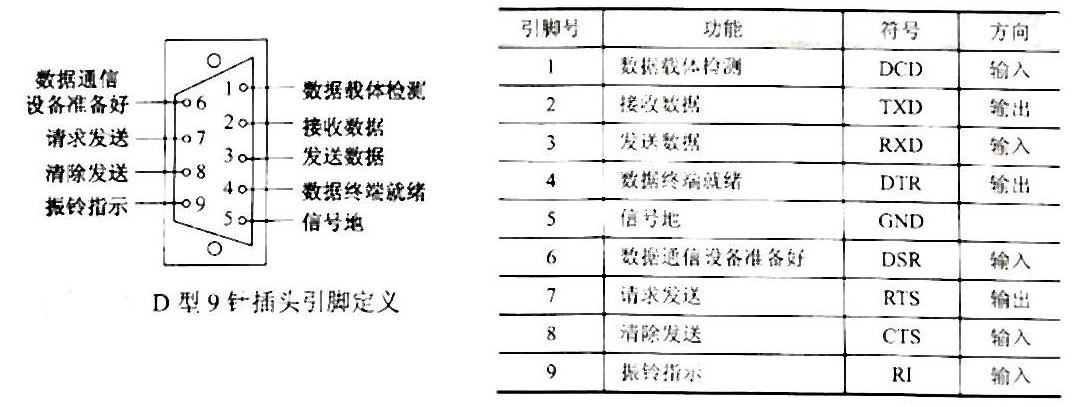 数据通信
设备准备好
请求发送
清除发送
振铃指示
6
7
8
9
1
2
3
4
5
数据载体检测
接收数据
发送数据
数据终端就绪
信号地
D 型 9 针插头引脚定义
引脚号 功能 符号 方向
1 数据载体检测 DCD 输入
2 接收数据 TXD 输出
3 发送数据 RXD 输入
4 数据终端就绪 DTR 输出
5 信号地 GND
6 数据通信设备准备好 DSR 输入
7 请求发送 RTS 输出
8 清除发送 CTS 输入
9 振铃指示 RI 输入